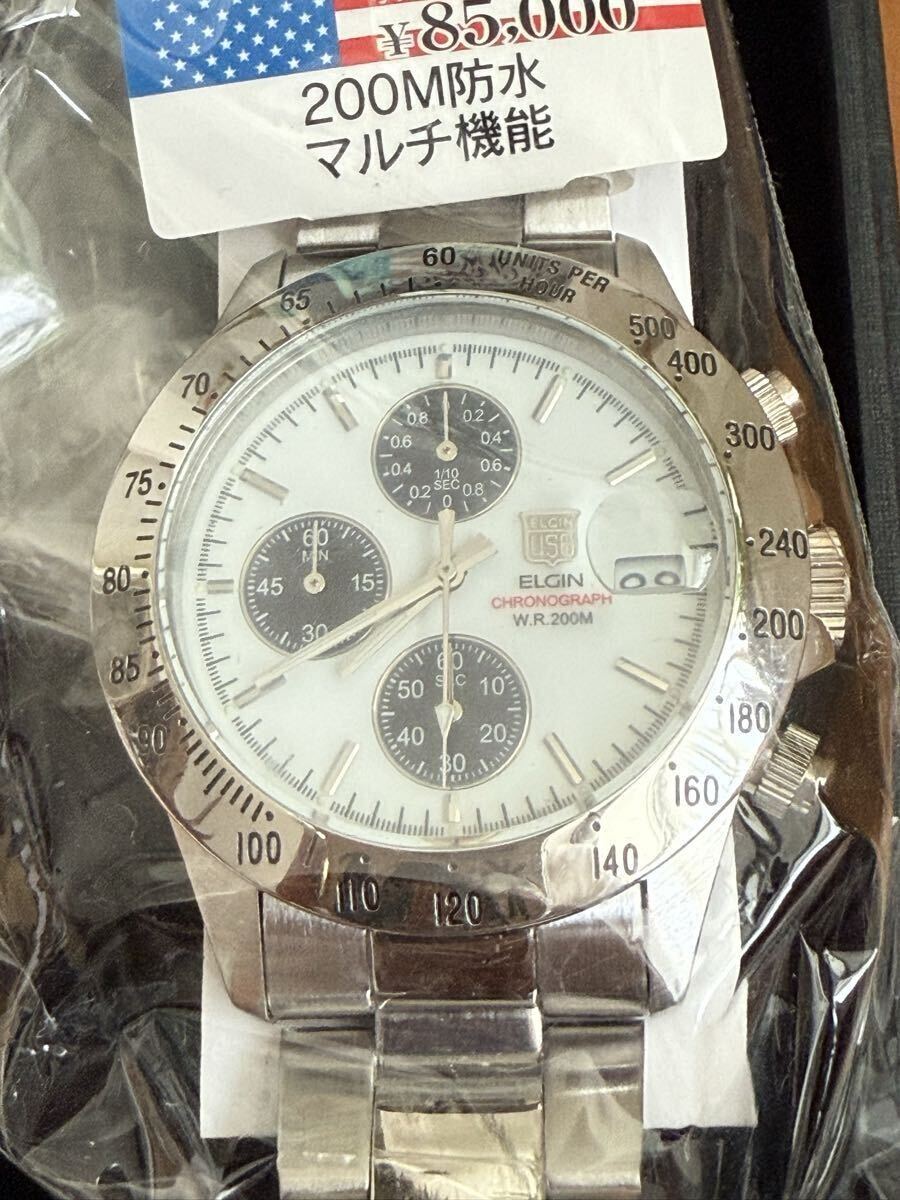 ¥85,000
200M防水
マルチ機能
60
UNITS PER
HOUR
500
400
300
240
200
180
160
140
120
110
100
90
85
80
75
70
65
0.8 0.2
0.6 0.4
0.4 0.6
1/10
SEC
0.2 0.8
0
60
MIN
45 15
30
ELGIN
USA
ELGIN
CHRONOGRAPH
W.R.200M
60
50 SEC 10
40 20
30